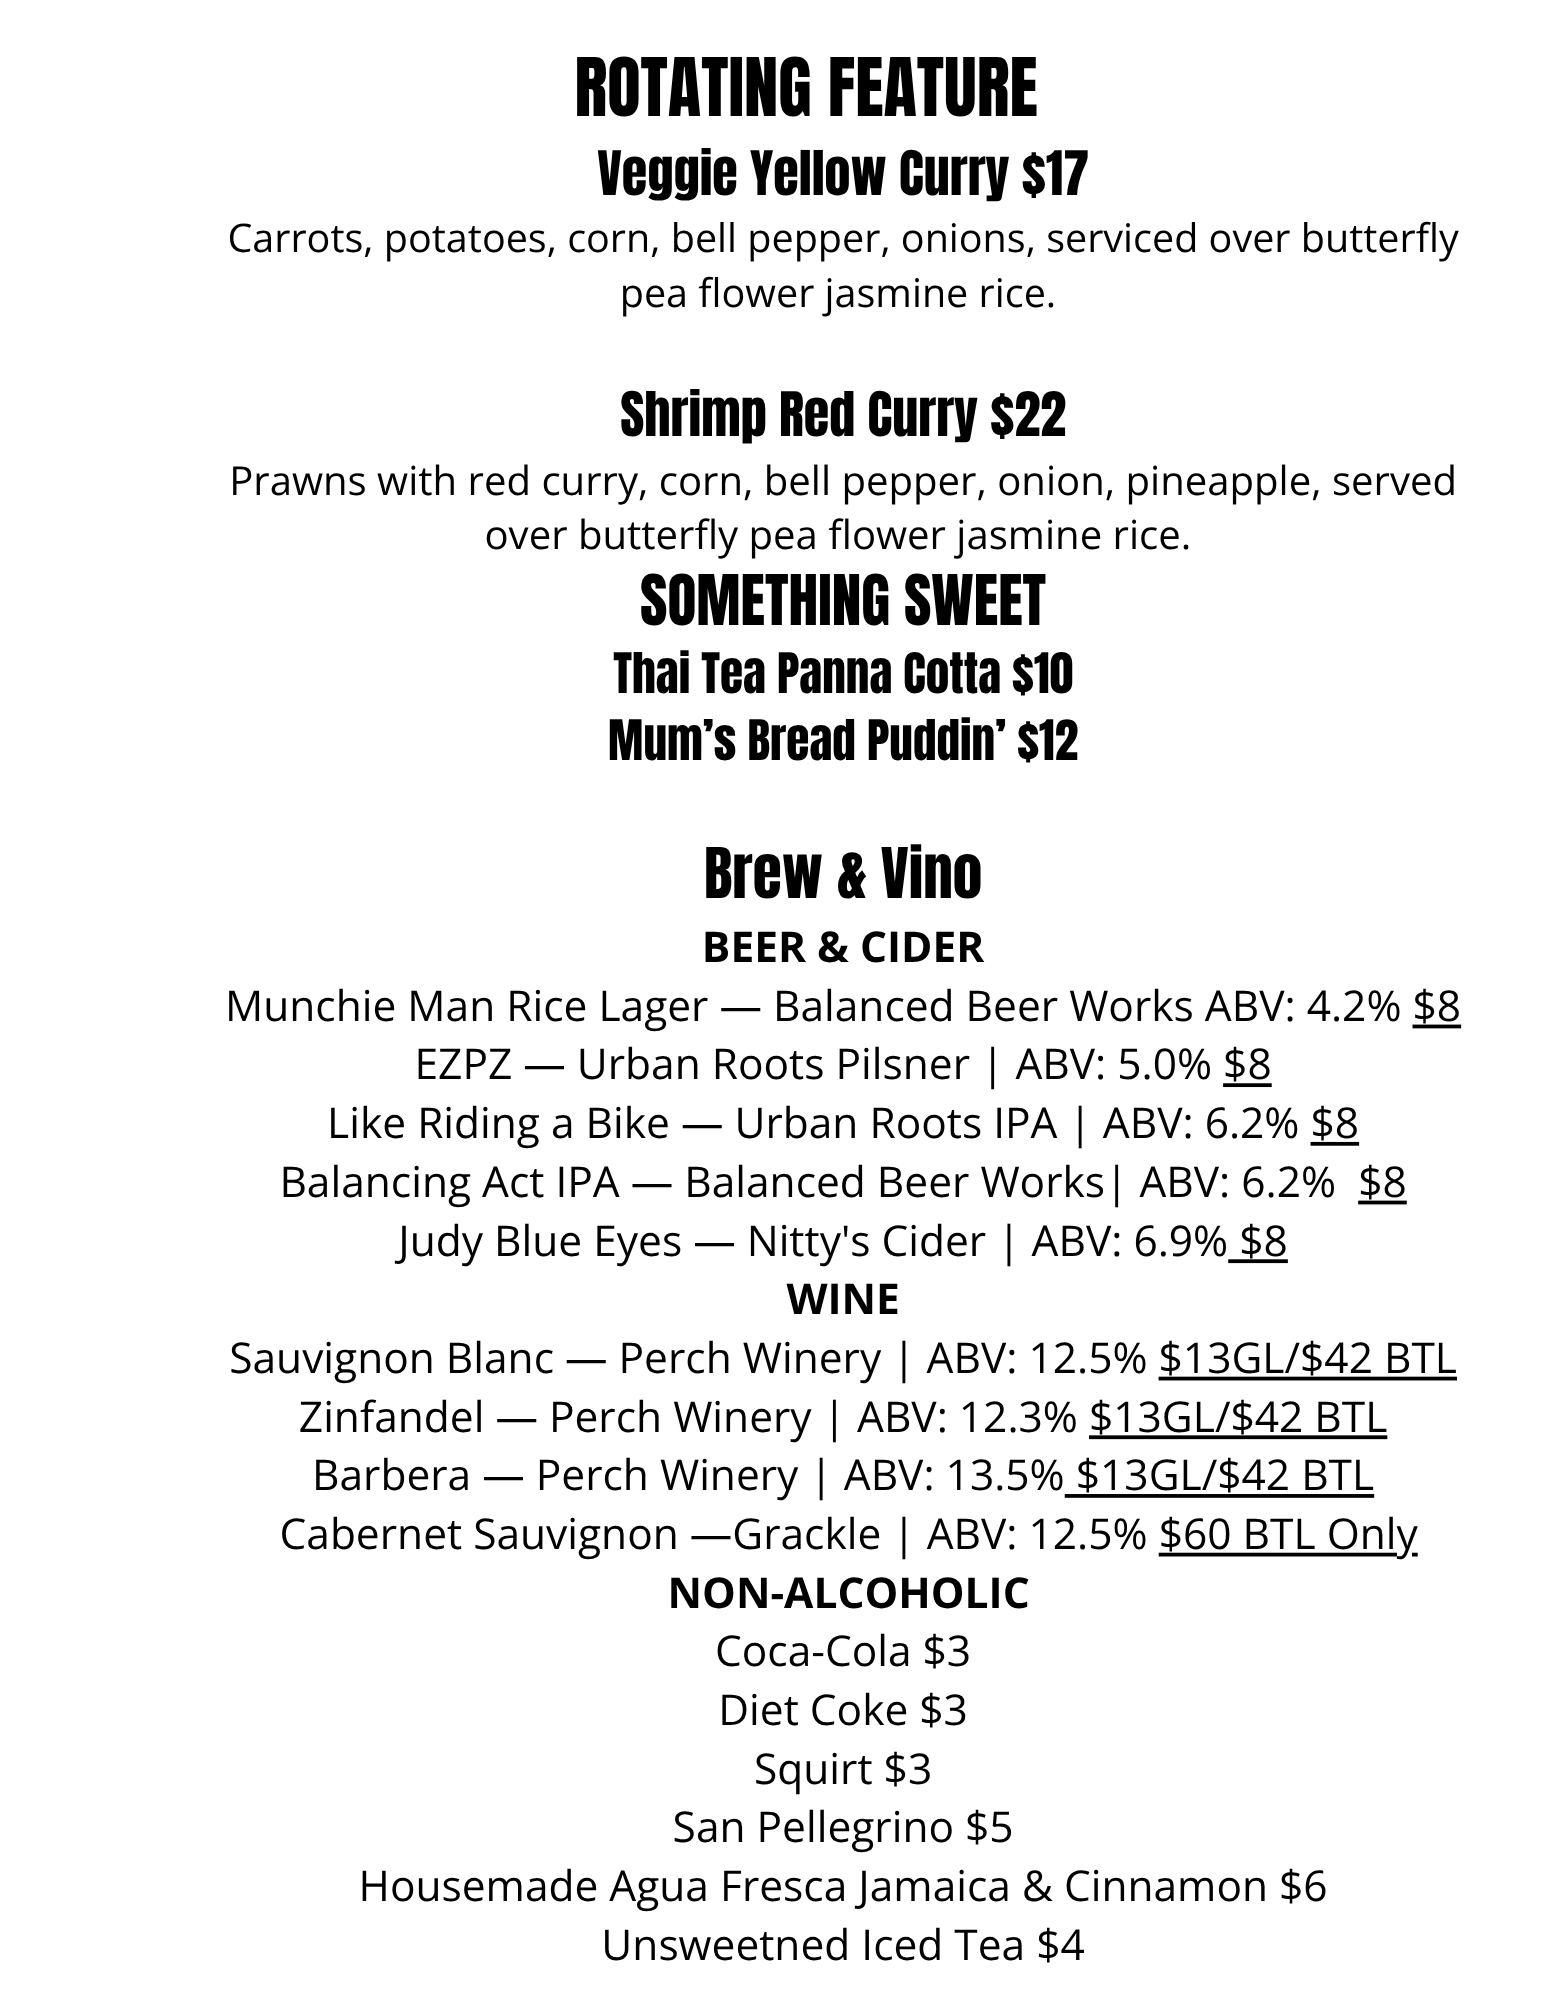 ROTATING FEATURE
Veggie Yellow Curry $17
Carrots, potatoes, corn, bell pepper, onions, serviced over butterfly
pea flower jasmine rice.
Shrimp Red Curry $22
Prawns with red curry, corn, bell pepper, onion, pineapple, served
over butterfly pea flower jasmine rice.
SOMETHING SWEET
Thai Tea Panna Cotta $10
Mum’s Bread Puddin’ $12
Brew & Vino
BEER & CIDER
Munchie Man Rice Lager — Balanced Beer Works ABV: 4.2% $8
EZPZ — Urban Roots Pilsner | ABV: 5.0% $8
Like Riding a Bike — Urban Roots IPA | ABV: 6.2% $8
Balancing Act IPA — Balanced Beer Works| ABV: 6.2%  $8
Judy Blue Eyes — Nitty's Cider | ABV: 6.9% $8
WINE
Sauvignon Blanc — Perch Winery | ABV: 12.5% $13GL/$42 BTL
Zinfandel — Perch Winery | ABV: 12.3% $13GL/$42 BTL
Barbera — Perch Winery | ABV: 13.5% $13GL/$42 BTL
Cabernet Sauvignon —Grackle | ABV: 12.5% $60 BTL Only
NON-ALCOHOLIC
Coca-Cola $3
Diet Coke $3
Squirt $3
San Pellegrino $5
Housemade Agua Fresca Jamaica & Cinnamon $6
Unsweetned Iced Tea $4